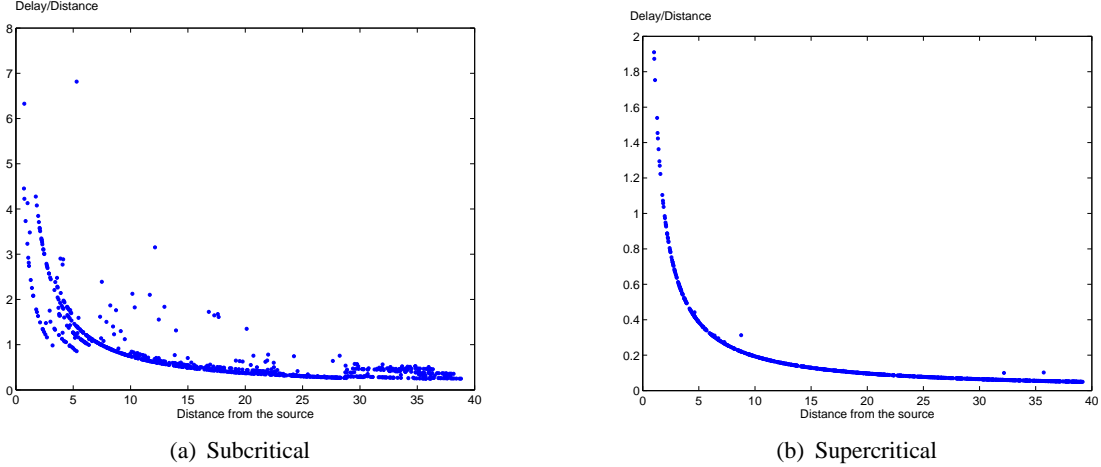 Delay/Distance
8
7
6
5
4
3
2
1
0
0 5 10 15 20 25 30 35 40
Distance from the source
(a) Subcritical
Delay/Distance
2
1.8
1.6
1.4
1.2
1
0.8
0.6
0.4
0.2
0
0 5 10 15 20 25 30 35 40
Distance from the source
(b) Supercritical